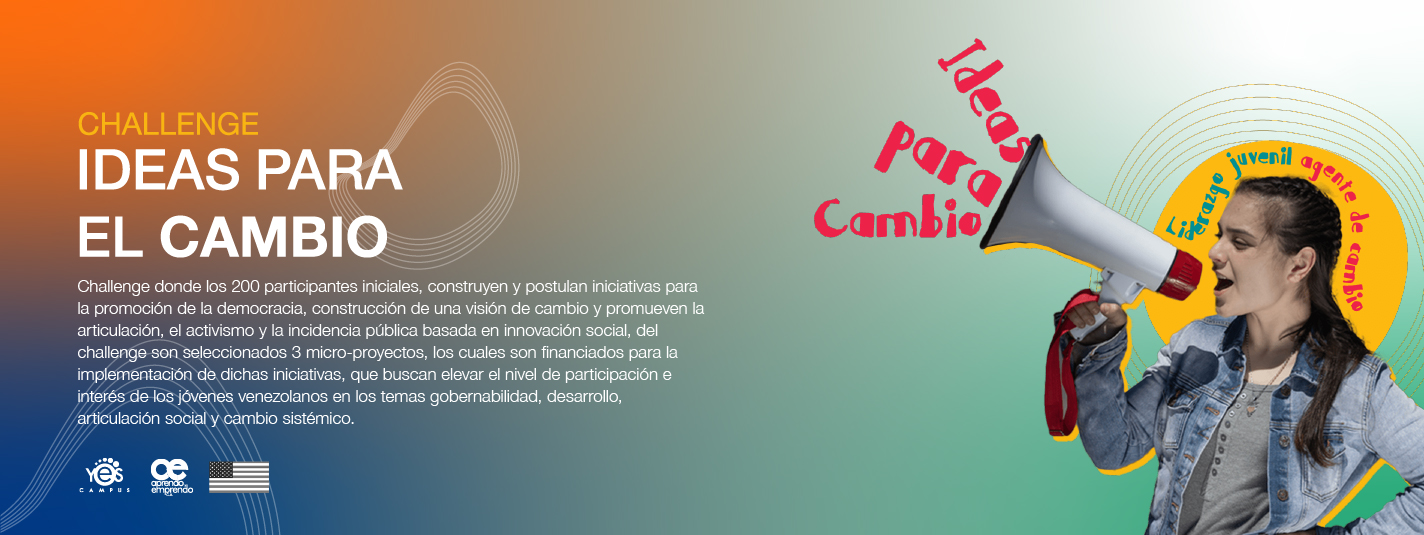 CHALLENGE
IDEAS PARA
EL CAMBIO
Challenge donde los 200 participantes iniciales, construyen y postulan iniciativas para
la promoción de la democracia, construcción de una visión de cambio y promueven la
articulación, el activismo y la incidencia pública basada en innovación social, del
challenge son seleccionados 3 micro-proyectos, los cuales son financiados para la
implementación de dichas iniciativas, que buscan elevar el nivel de participación e
interés de los jóvenes venezolanos en los temas gobernabilidad, desarrollo,
articulación social y cambio sistémico.
YES
CAMPUS
ae
aprendo
emprendo
Ideas
para
Cambio
Liderazgo juvenil agente de cambio